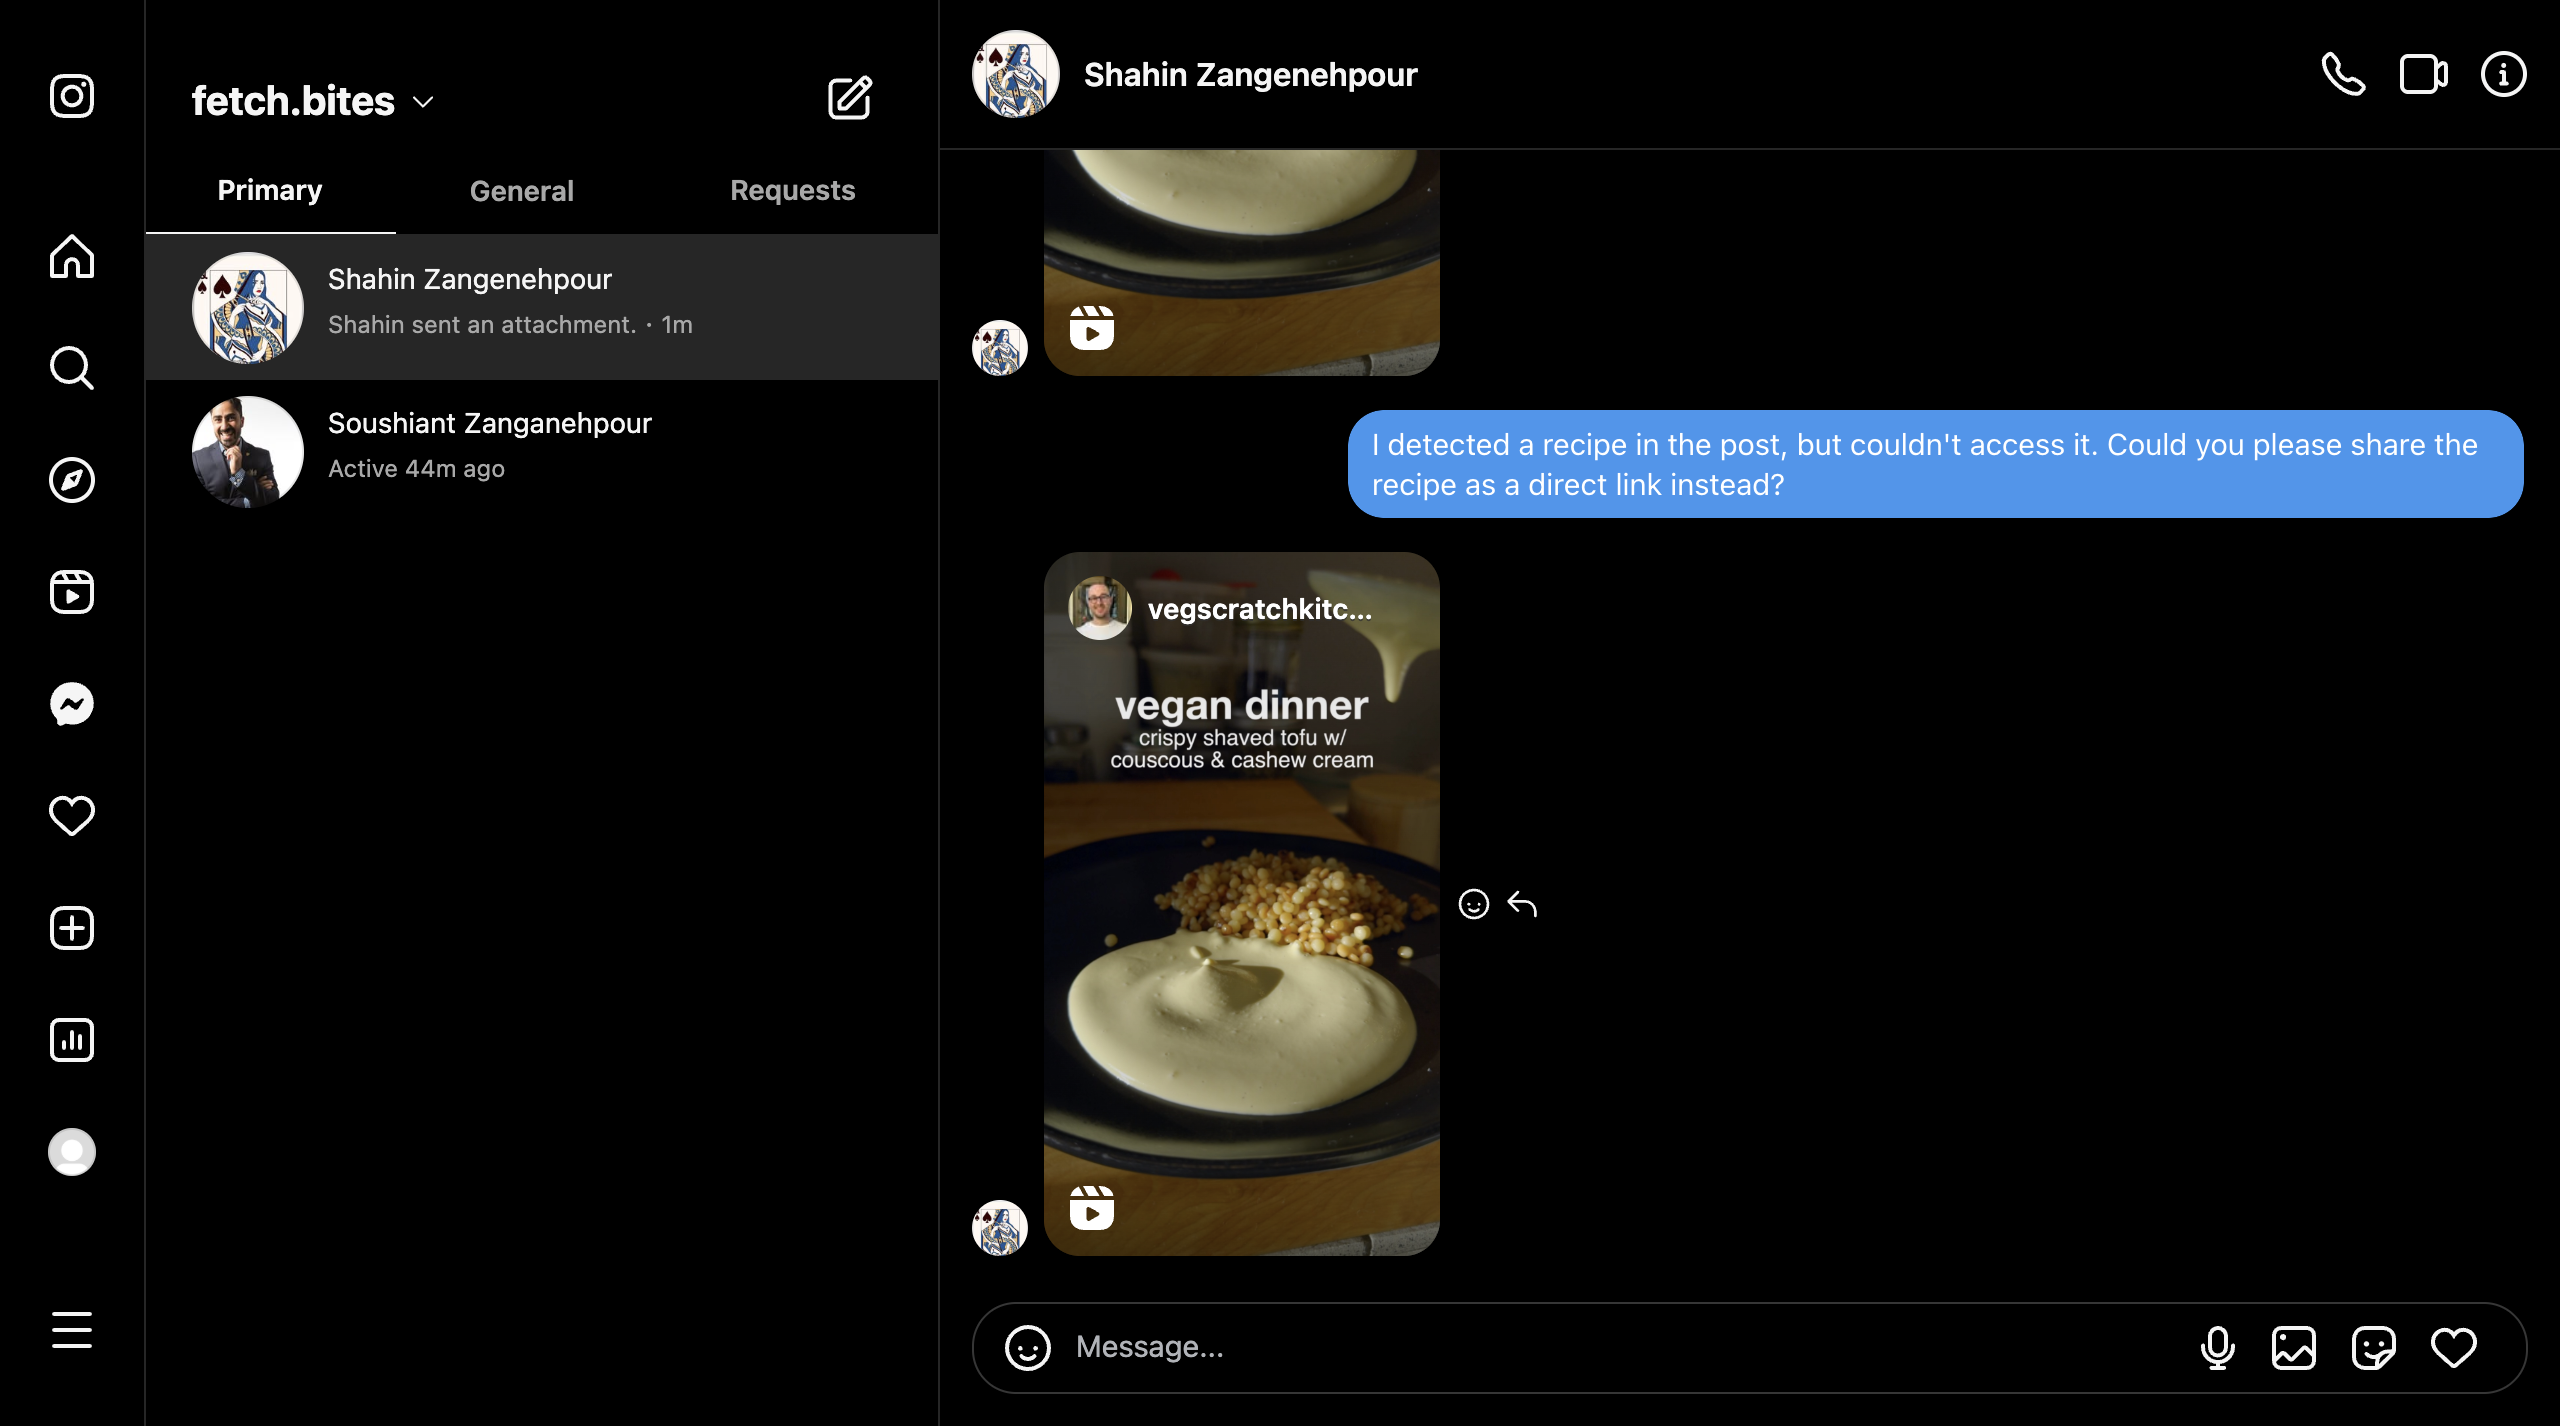 fetch.bites
Primary
General
Requests
Shahin Zangenehpour
Shahin sent an attachment. · 1m
Soushiant Zanganehpour
Active 44m ago
Shahin Zangenehpour
I detected a recipe in the post, but couldn't access it. Could you please share the
recipe as a direct link instead?
vegscratchkitc...
vegan dinner
crispy shaved tofu w/
couscous & cashew cream
Message...